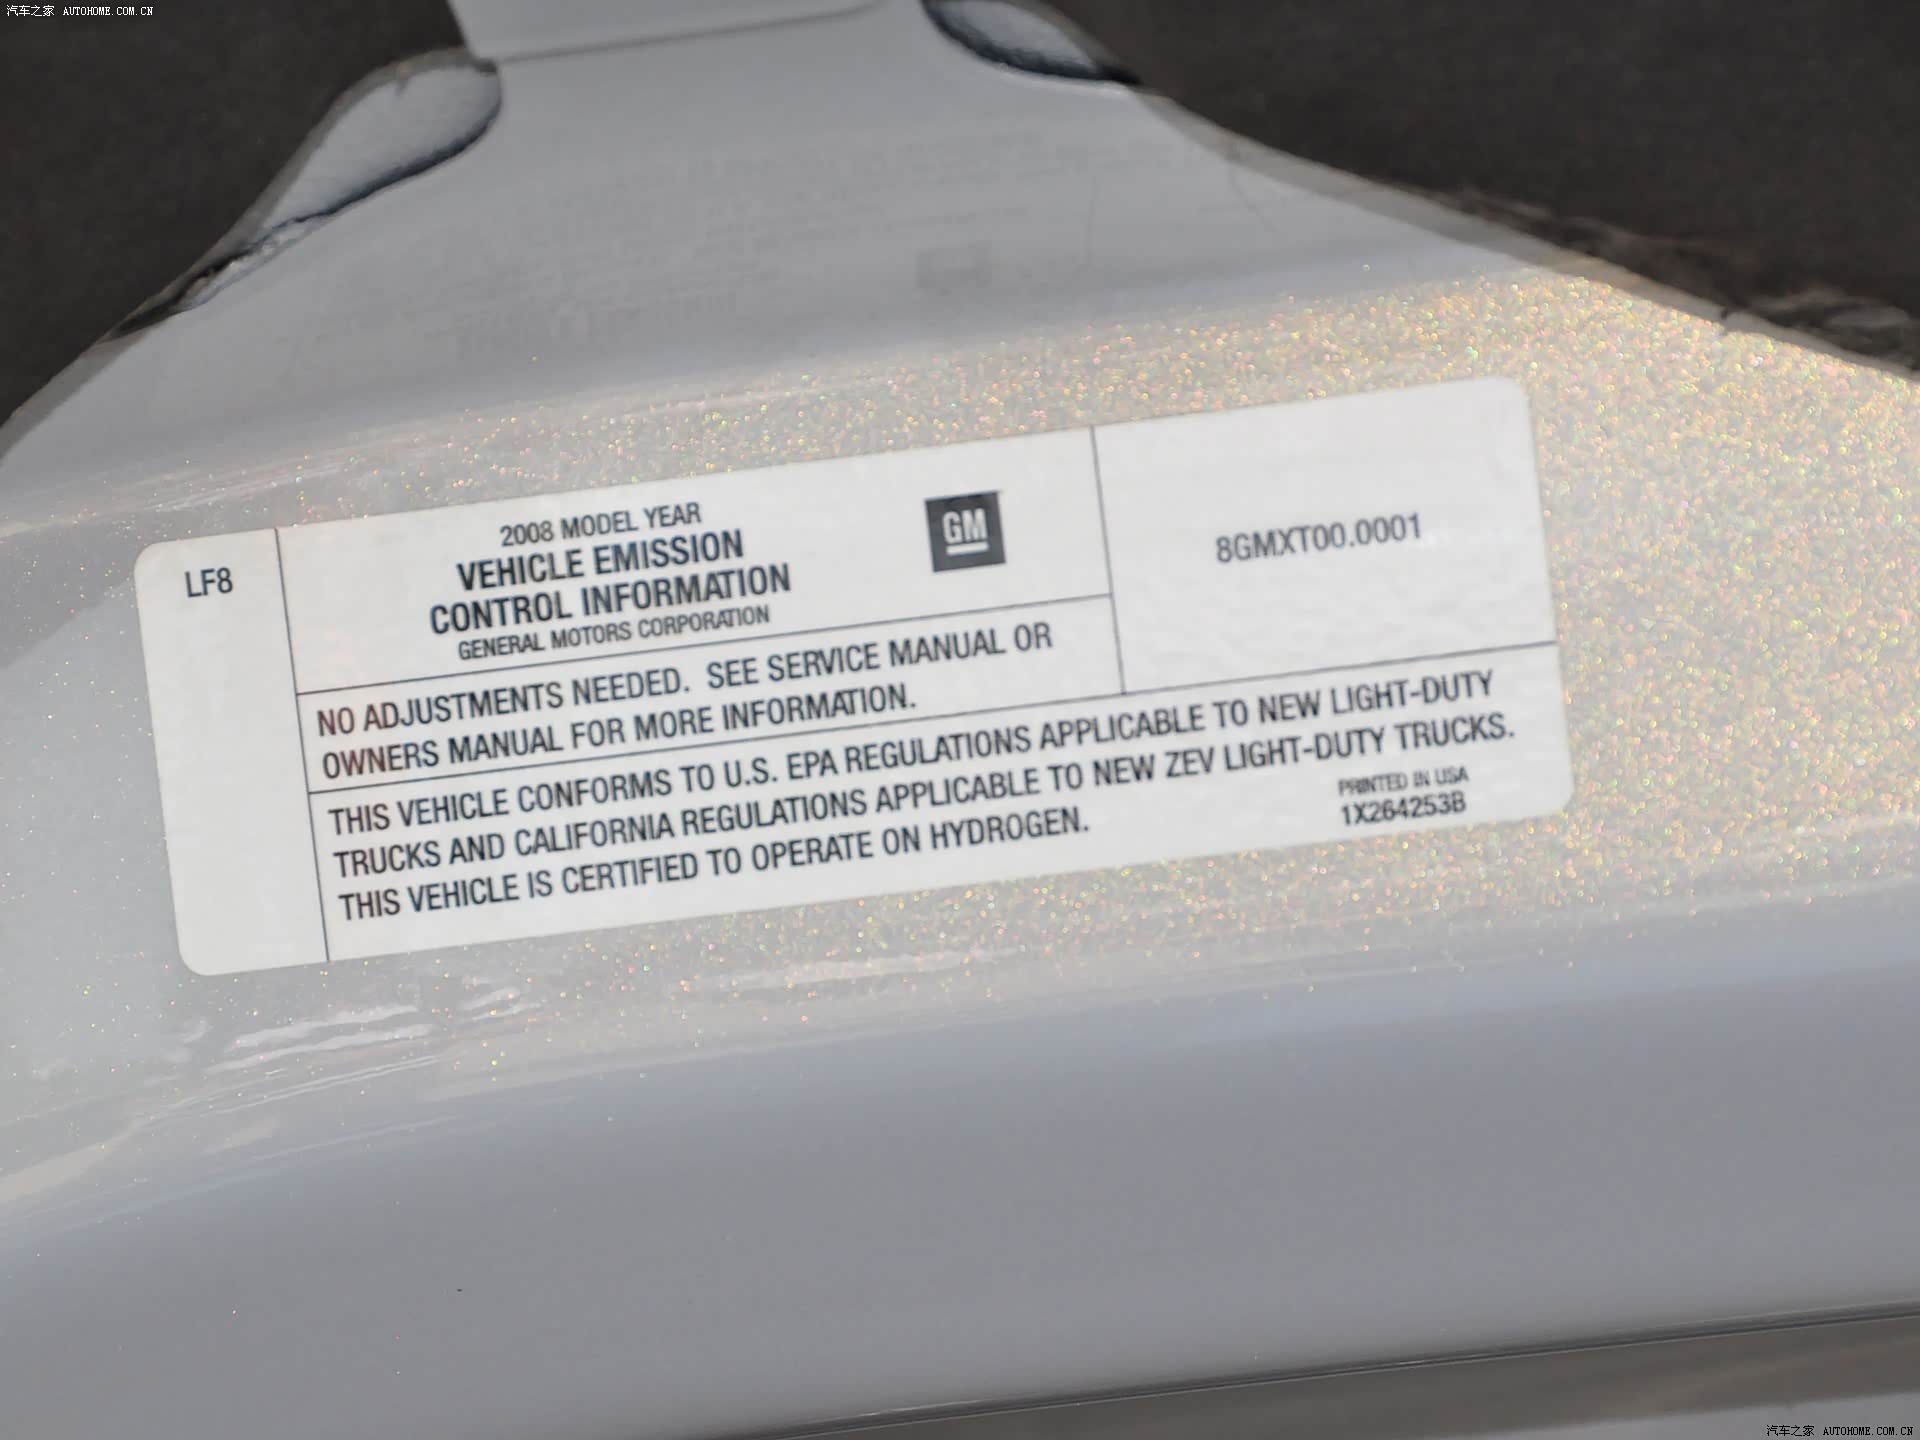 汽车之家 AUTOHOME.COM.CN
LF8
2008 MODEL YEAR
VEHICLE EMISSION
CONTROL INFORMATION
GENERAL MOTORS CORPORATION
GM
8GMXT00.0001
NO ADJUSTMENTS NEEDED. SEE SERVICE MANUAL OR
OWNERS MANUAL FOR MORE INFORMATION.
THIS VEHICLE CONFORMS TO U.S. EPA REGULATIONS APPLICABLE TO NEW LIGHT-DUTY
TRUCKS AND CALIFORNIA REGULATIONS APPLICABLE TO NEW ZEV LIGHT-DUTY TRUCKS.
THIS VEHICLE IS CERTIFIED TO OPERATE ON HYDROGEN.
PRINTED IN USA
1X264253B
汽车之家 AUTOHOME.COM.CN